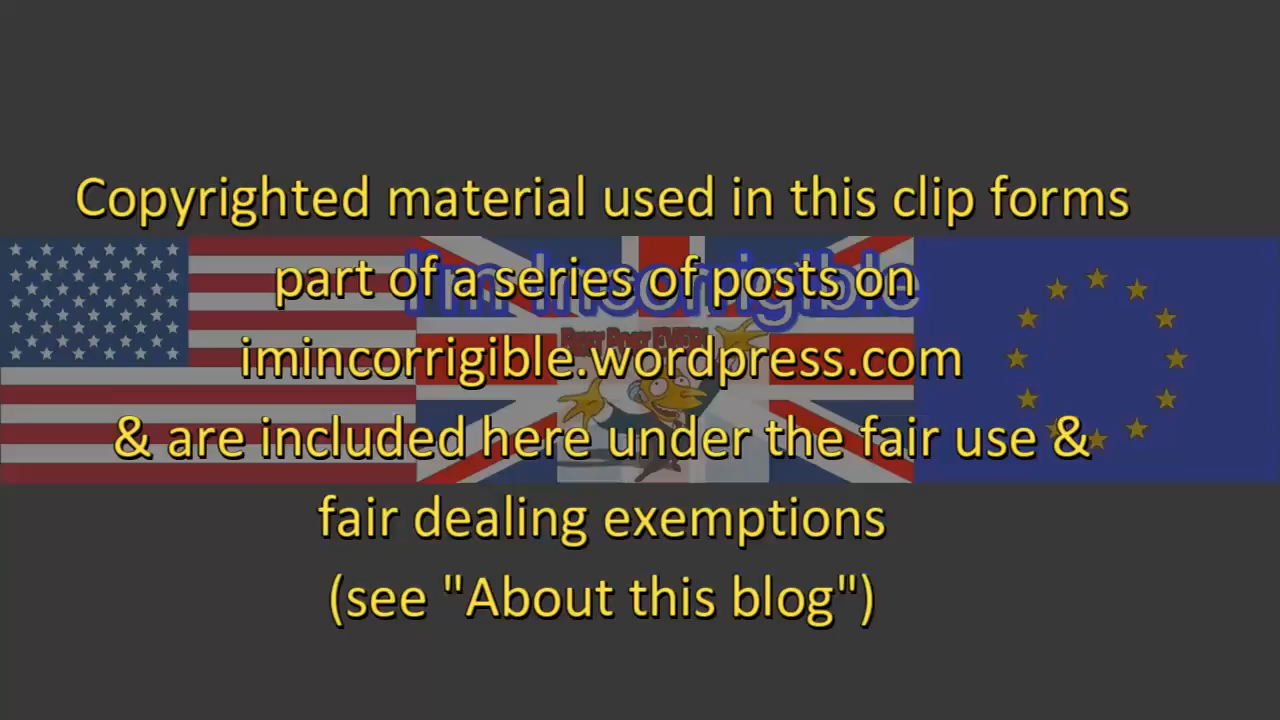 Copyrighted material used in this clip forms
part of a series of posts on
I'm Incorrigible
imincorrigible.wordpress.com
& are included here under the fair use &
fair dealing exemptions
(see "About this blog")